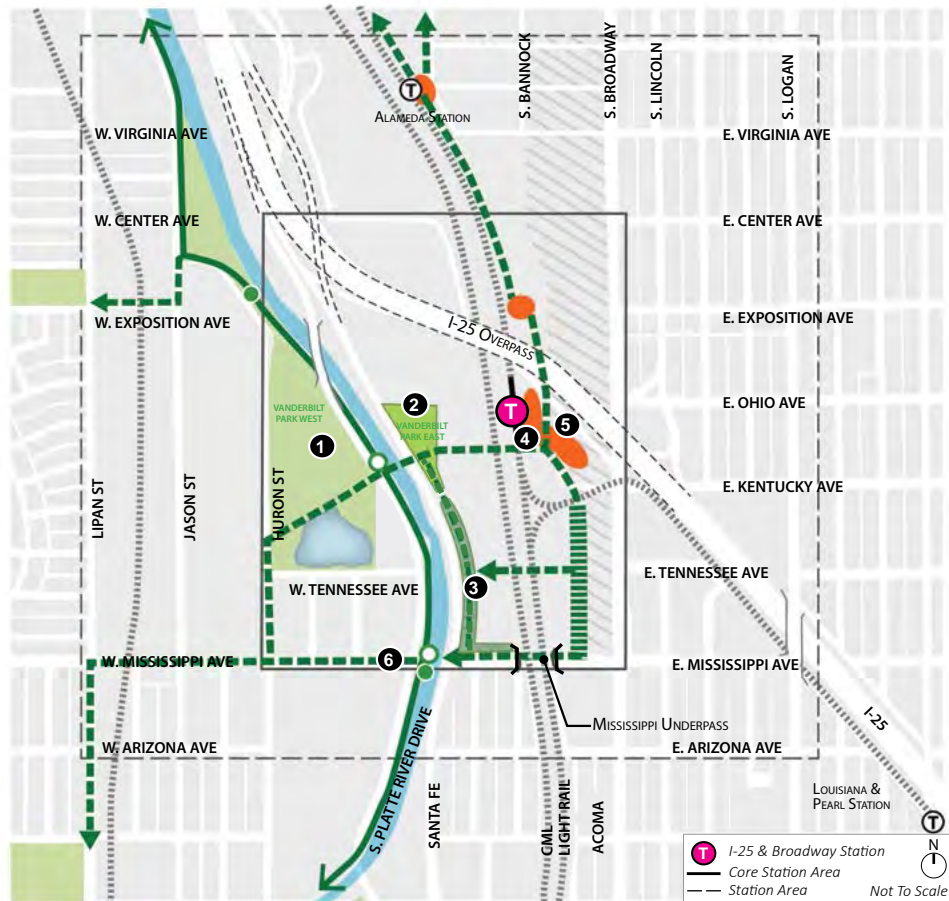 S. BANNOCK
S. BROADWAY
S. LINCOLN
S. LOGAN
T
ALAMEDA STATION
W. VIRGINIA AVE
E. VIRGINIA AVE
W. CENTER AVE
E. CENTER AVE
W. EXPOSITION AVE
I-25 OVERPASS
E. EXPOSITION AVE
VANDERBILT
PARK WEST
2
VANDERBILT
PARK EAST
T
E. OHIO AVE
1
4
5
LIPAN ST
JASON ST
HURON ST
E. KENTUCKY AVE
W. TENNESSEE AVE
3
E. TENNESSEE AVE
W. MISSISSIPPI AVE
6
E. MISSISSIPPI AVE
MISSISSIPPI UNDERPASS
I-25
W. ARIZONA AVE
E. ARIZONA AVE
S. PLATTE RIVER DRIVE
SANTA FE
CML
LIGHT RAIL
ACOMA
LOUISIANA &
PEARL STATION
T
T I-25 & Broadway Station
Core Station Area
Station Area
N
Not To Scale